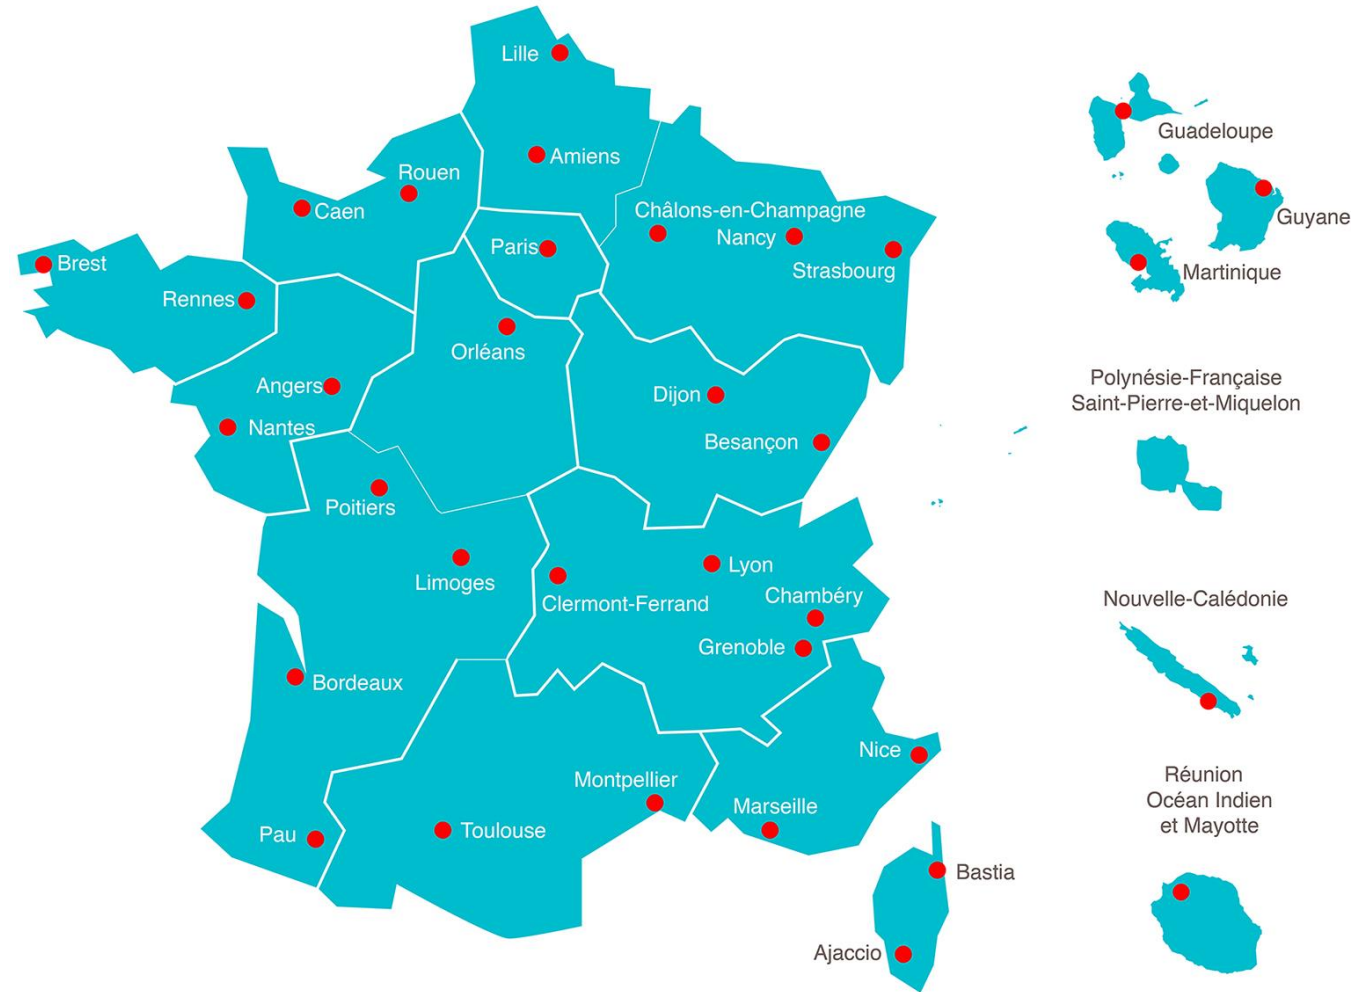 Lille
Amiens
Rouen
Caen
Châlons-en-Champagne
Paris
Nancy
Strasbourg
Brest
Rennes
Orléans
Angers
Nantes
Dijon
Besançon
Poitiers
Limoges
Clermont-Ferrand
Lyon
Chambéry
Grenoble
Bordeaux
Nice
Montpellier
Marseille
Pau
Toulouse
Bastia
Ajaccio
Guadeloupe
Guyane
Martinique
Polynésie-Française
Saint-Pierre-et-Miquelon
Nouvelle-Calédonie
Réunion
Océan Indien
et Mayotte